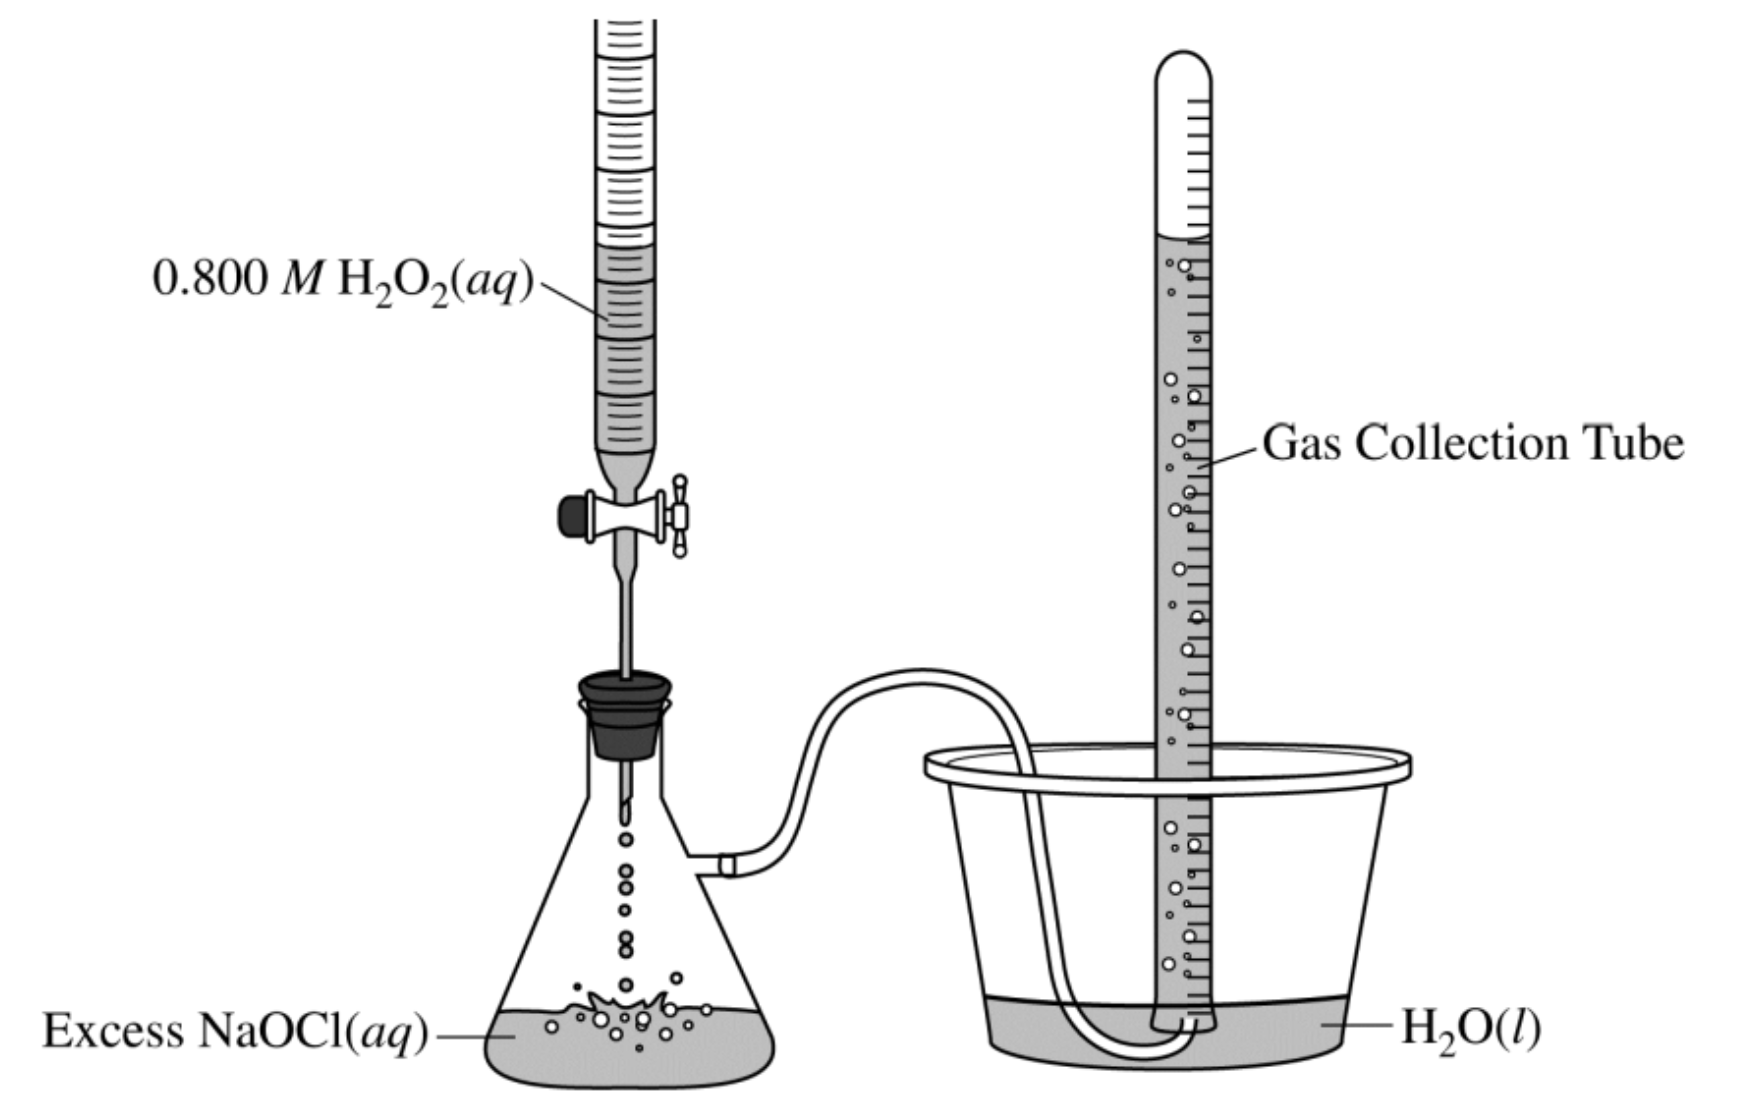 0.800 M H₂O₂(aq)
Gas Collection Tube
Excess NaOCl(aq)
H₂O(l)